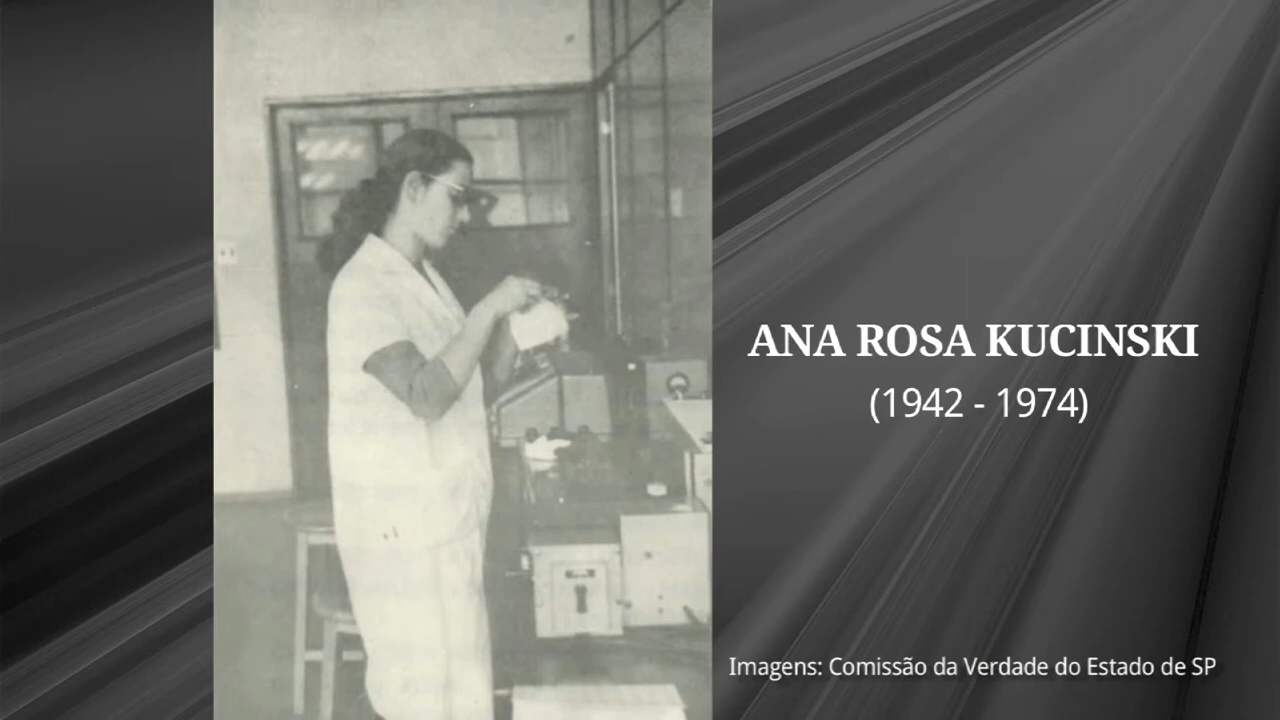 ANA ROSA KUCINSKI
(1942 - 1974)
Imagens: Comissão da Verdade do Estado de SP